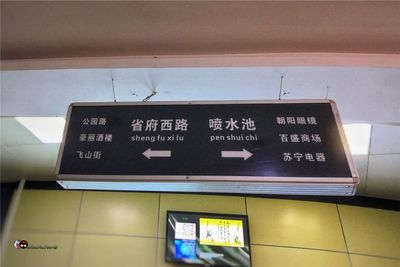 公园路
豪丽酒楼
飞山街
省府西路
sheng fu xi lu
喷水池
pen shui chi
朝阳眼镜
百盛商场
苏宁电器